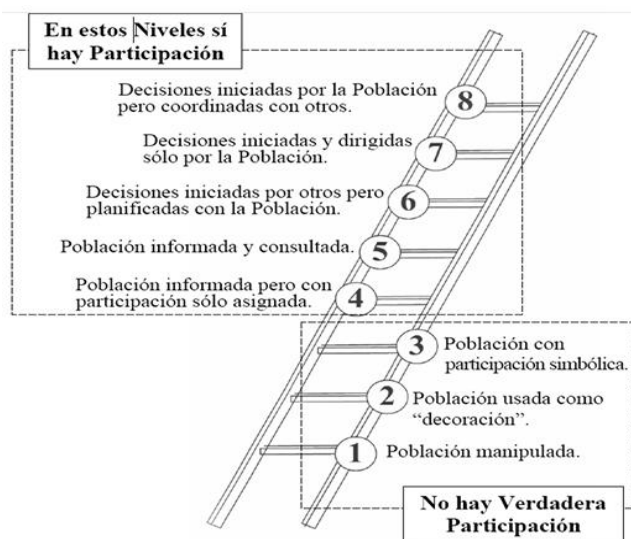 En estos Niveles sí
hay Participación
Decisiones iniciadas por la Población
pero coordinadas con otros.
8
Decisiones iniciadas y dirigidas
sólo por la Población.
7
Decisiones iniciadas por otros pero
planificadas con la Población.
6
Población informada y consultada.
5
Población informada pero con
participación sólo asignada.
4
3
Población con
participación simbólica.
2
Población usada como
“decoración”.
1
Población manipulada.
No hay Verdadera
Participación